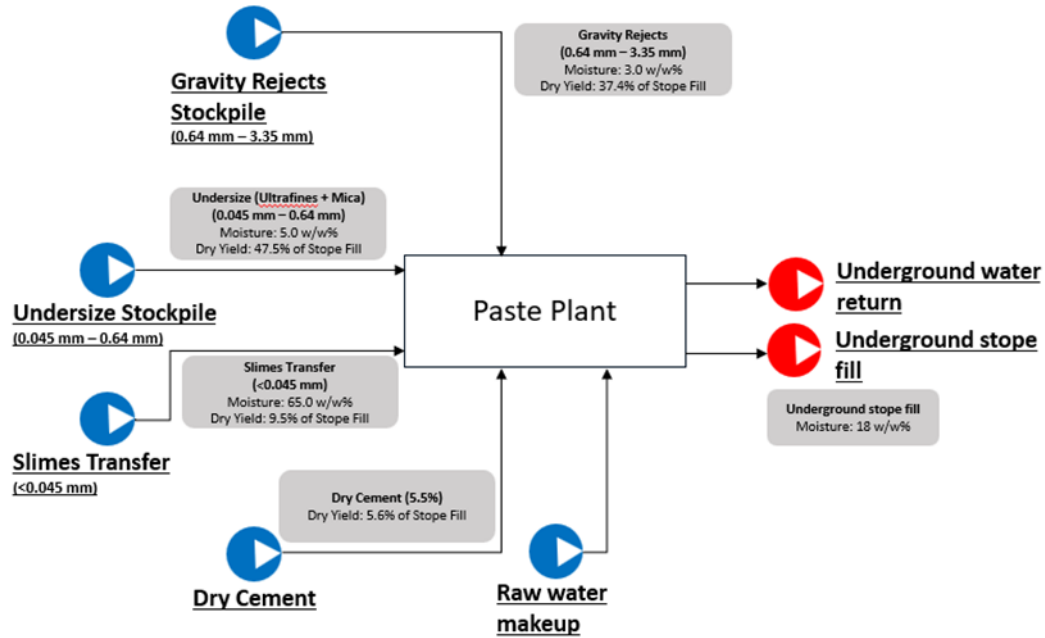 Gravity Rejects
Stockpile
(0.64 mm – 3.35 mm)
Gravity Rejects
(0.64 mm – 3.35 mm)
Moisture: 3.0 w/w%
Dry Yield: 37.4% of Stope Fill
Undersize (Ultrafines + Mica)
(0.045 mm – 0.64 mm)
Moisture: 5.0 w/w%
Dry Yield: 47.5% of Stope Fill
Undersize Stockpile
(0.045 mm – 0.64 mm)
Paste Plant
Underground water
return
Underground stope
fill
Underground stope fill
Moisture: 18 w/w%
Slimes Transfer
(<0.045 mm)
Moisture: 65.0 w/w%
Dry Yield: 9.5% of Stope Fill
Slimes Transfer
(<0.045 mm)
Dry Cement (5.5%)
Dry Yield: 5.6% of Stope Fill
Dry Cement
Raw water
makeup